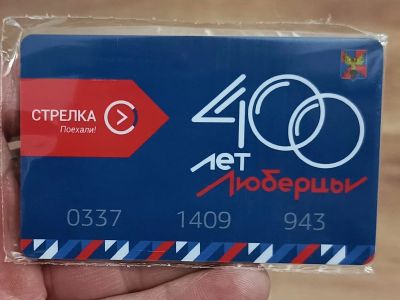 СТРЕЛКА
Поехали!
400
лет
Люберцы
0337 1409 943